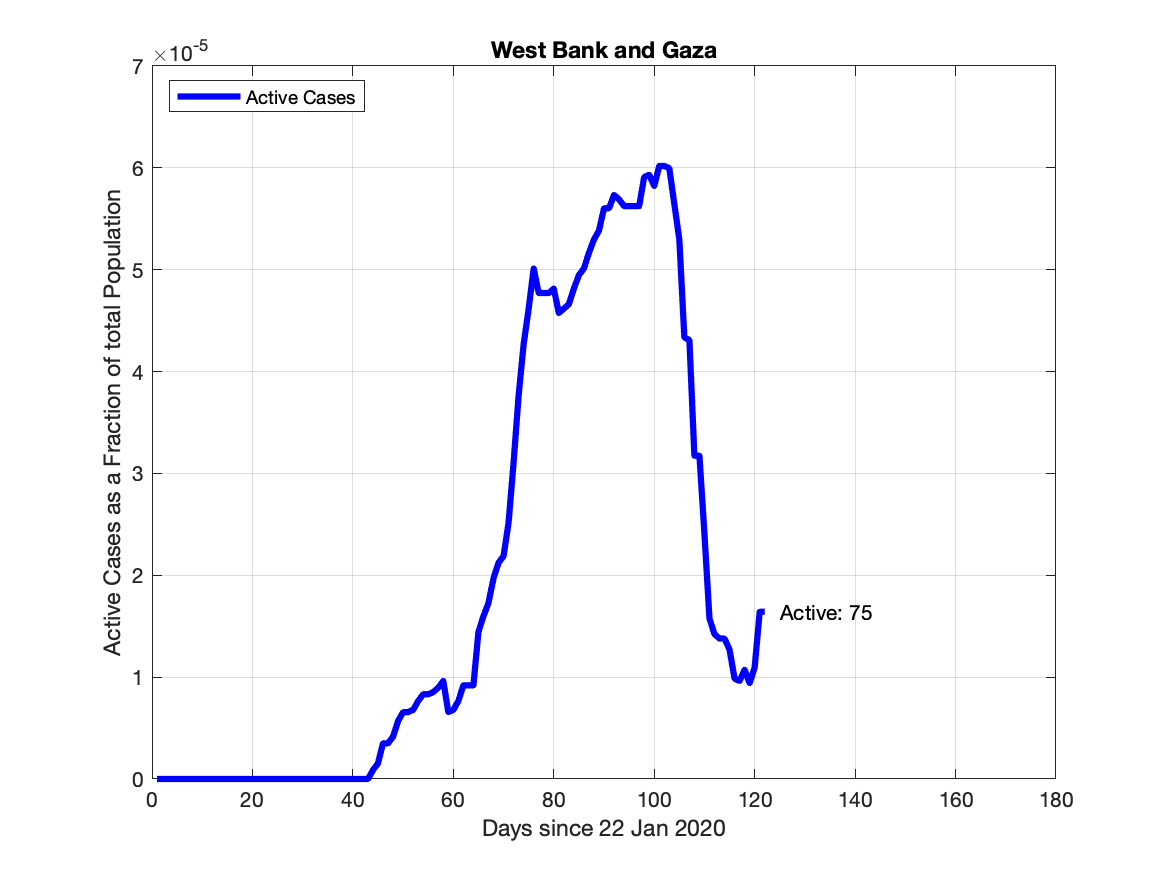 West Bank and Gaza
×10-5
7
6
5
4
3
2
1
0
Active Cases as a Fraction of total Population
Active Cases
Active: 75
0 20 40 60 80 100 120 140 160 180
Days since 22 Jan 2020